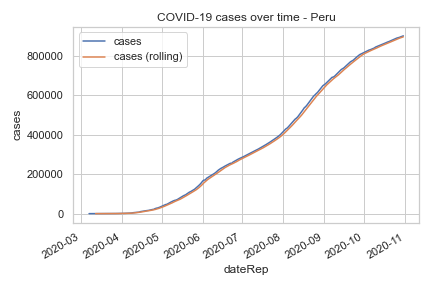 COVID-19 cases over time - Peru
cases
cases (rolling)
cases
800000
600000
400000
200000
0
2020-03
2020-04
2020-05
2020-06
2020-07
2020-08
2020-09
2020-10
2020-11
dateRep